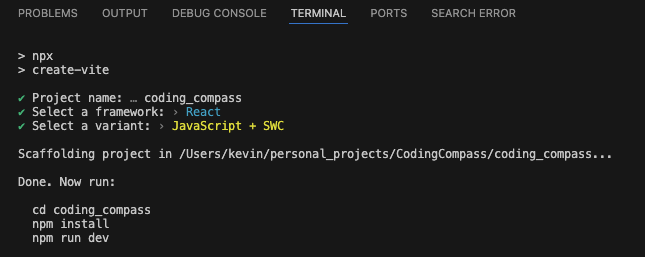 PROBLEMS OUTPUT DEBUG CONSOLE TERMINAL PORTS SEARCH ERROR
> npx
> create-vite
✔ Project name: … coding_compass
✔ Select a framework: › React
✔ Select a variant: › JavaScript + SWC
Scaffolding project in /Users/kevin/personal_projects/CodingCompass/coding_compass...
Done. Now run:
cd coding_compass
npm install
npm run dev